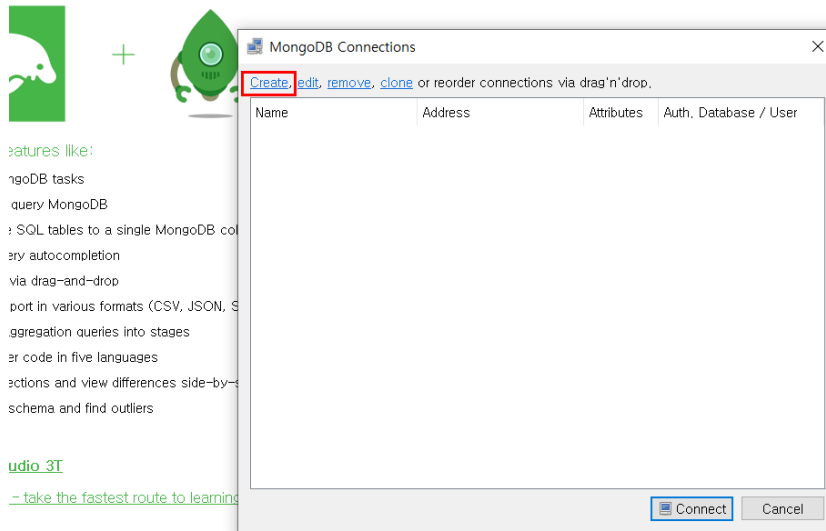 MongoDB Connections
Create, edit, remove, clone or reorder connections via drag'n'drop.
Name Address Attributes Auth. Database / User
eatures like:
ngoDB tasks
query MongoDB
SQL tables to a single MongoDB col
ery autocompletion
via drag-and-drop
port in various formats (CSV, JSON, S
aggregation queries into stages
er code in five languages
ections and view differences side-by-s
schema and find outliers
udio 3T
- take the fastest route to learning
Connect Cancel